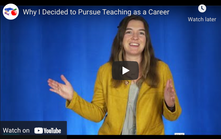 Why I Decided to Pursue Teaching as a Career
Watch later
Watch on YouTube